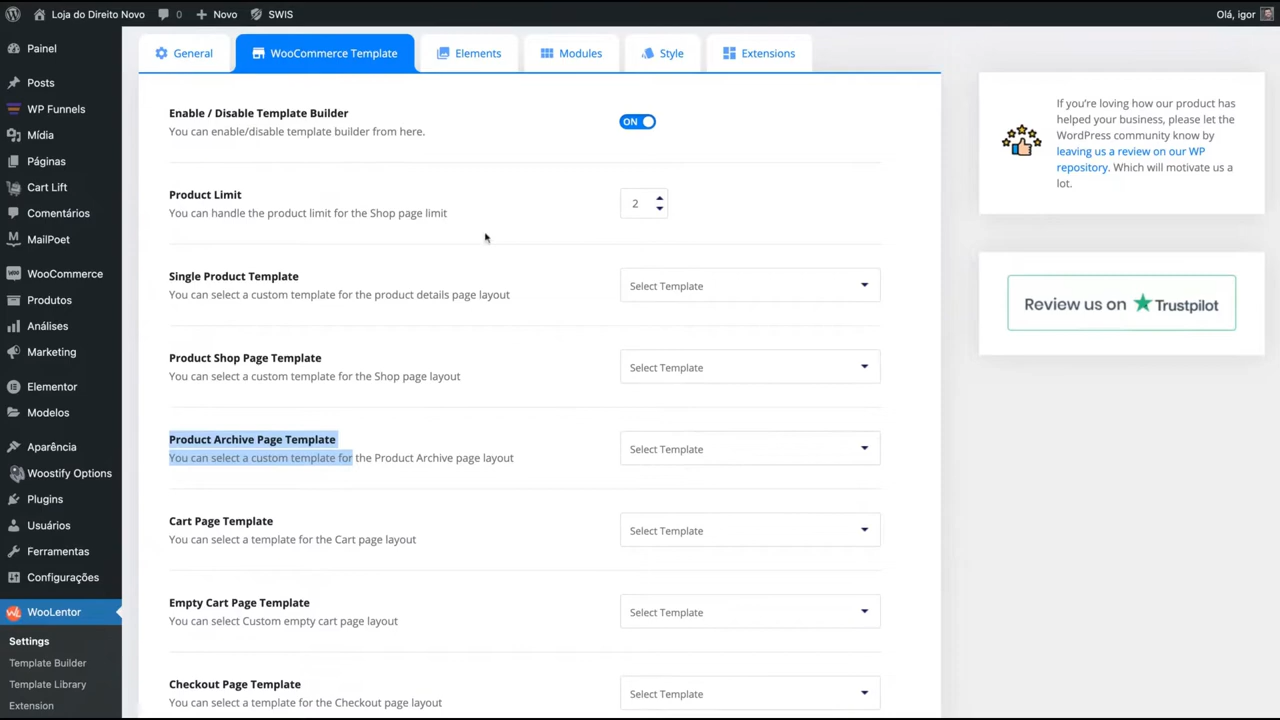 Loja do Direito Novo
0
Novo
SWIS
Olá, igor
Painel
Posts
WP Funnels
Mídia
Páginas
Cart Lift
Comentários
MailPoet
WooCommerce
Produtos
Análises
Marketing
Elementor
Modelos
Aparência
Woostify Options
Plugins
Usuários
Ferramentas
Configurações
WooLentor
Settings
Template Builder
Template Library
Extension
General
WooCommerce Template
Elements
Modules
Style
Extensions
Enable / Disable Template Builder
You can enable/disable template builder from here.
ON
Product Limit
You can handle the product limit for the Shop page limit
2
Single Product Template
You can select a custom template for the product details page layout
Select Template
Product Shop Page Template
You can select a custom template for the Shop page layout
Select Template
Product Archive Page Template
You can select a custom template for the Product Archive page layout
Select Template
Cart Page Template
You can select a template for the Cart page layout
Select Template
Empty Cart Page Template
You can select Custom empty cart page layout
Select Template
Checkout Page Template
You can select a template for the Checkout page layout
Select Template
If you're loving how our product has
helped your business, please let the
WordPress community know by
leaving us a review on our WP
repository. Which will motivate us a
lot.
Review us on Trustpilot